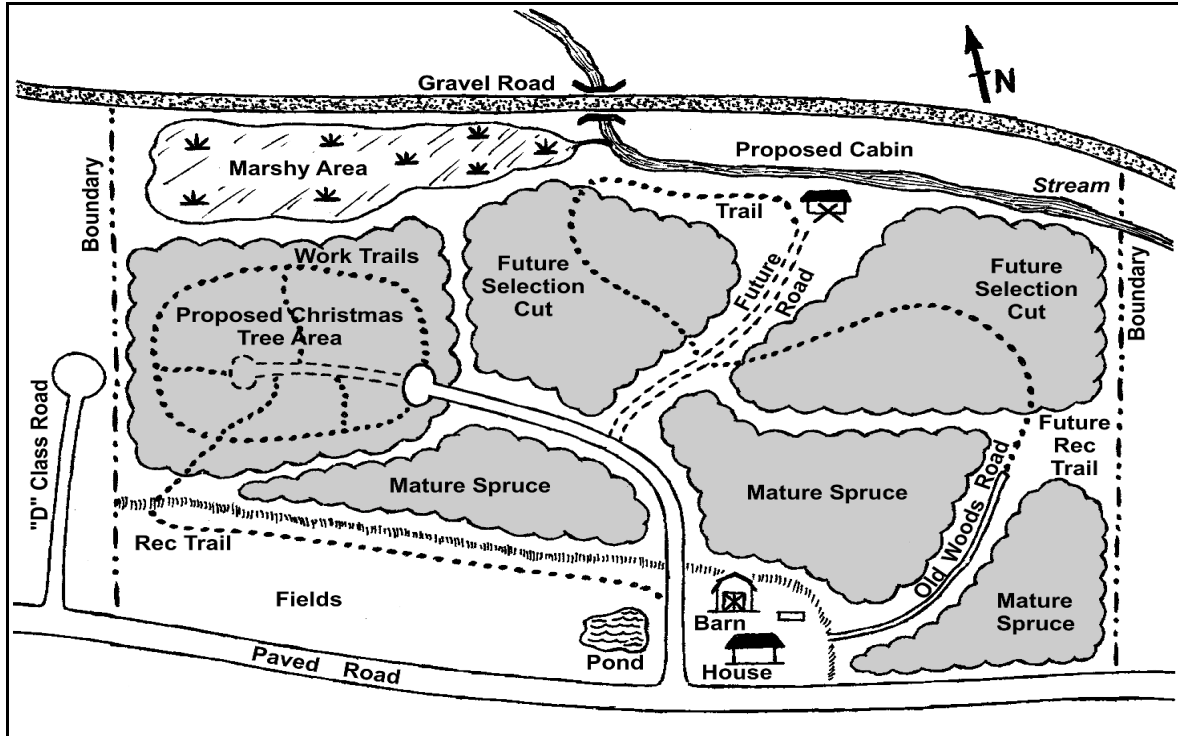 N
Gravel Road
Marshy Area
Proposed Cabin
Stream
Boundary
Trail
Work Trails
Future
Selection
Cut
Future
Road
Future
Selection
Cut
Boundary
Proposed Christmas
Tree Area
"D" Class Road
Future
Rec
Trail
Mature Spruce
Mature Spruce
Old Woods Road
Rec Trail
Fields
Barn
Mature
Spruce
Pond
House
Paved Road